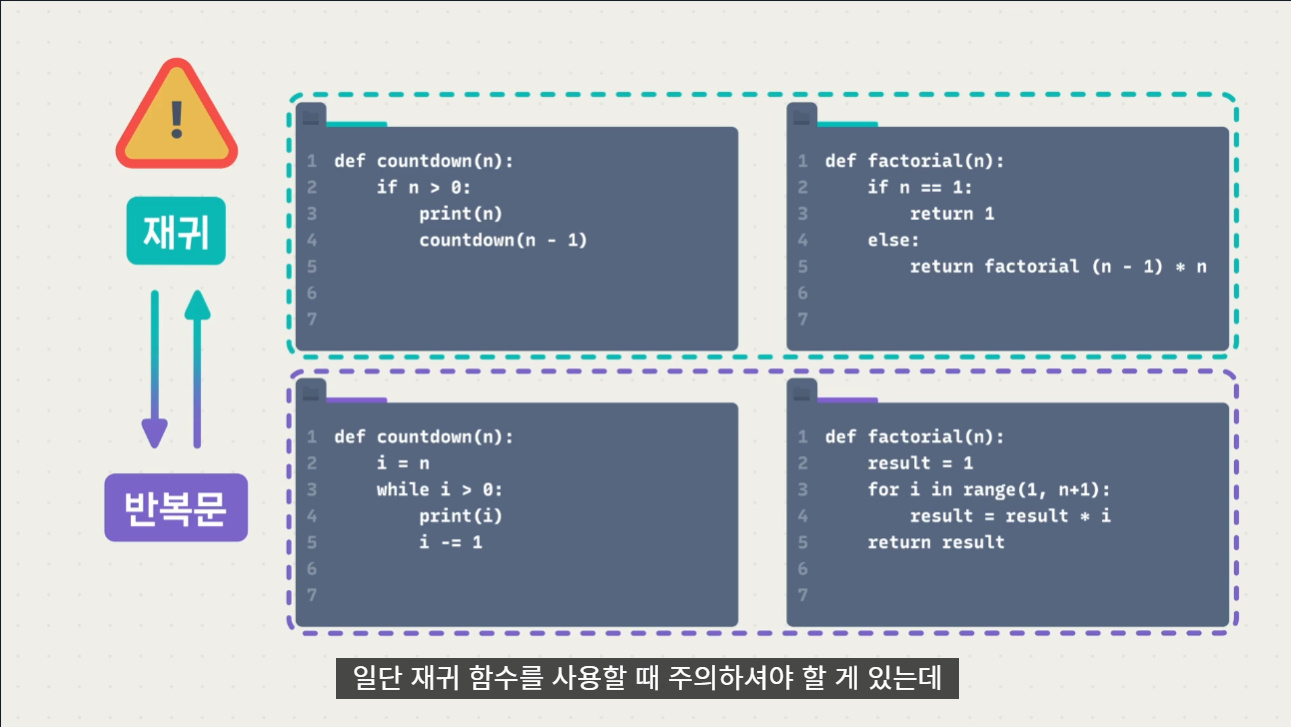 !
재귀
반복문
1 def countdown(n):
2     if n > 0:
3         print(n)
4         countdown(n - 1)
5
6
7
1 def factorial(n):
2     if n == 1:
3         return 1
4     else:
5         return factorial (n - 1) * n
6
7
1 def countdown(n):
2     i = n
3     while i > 0:
4         print(i)
5         i -= 1
6
7
1 def factorial(n):
2     result = 1
3     for i in range(1, n+1):
4         result = result * i
5     return result
6
7
일단 재귀 함수를 사용할 때 주의하셔야 할 게 있는데